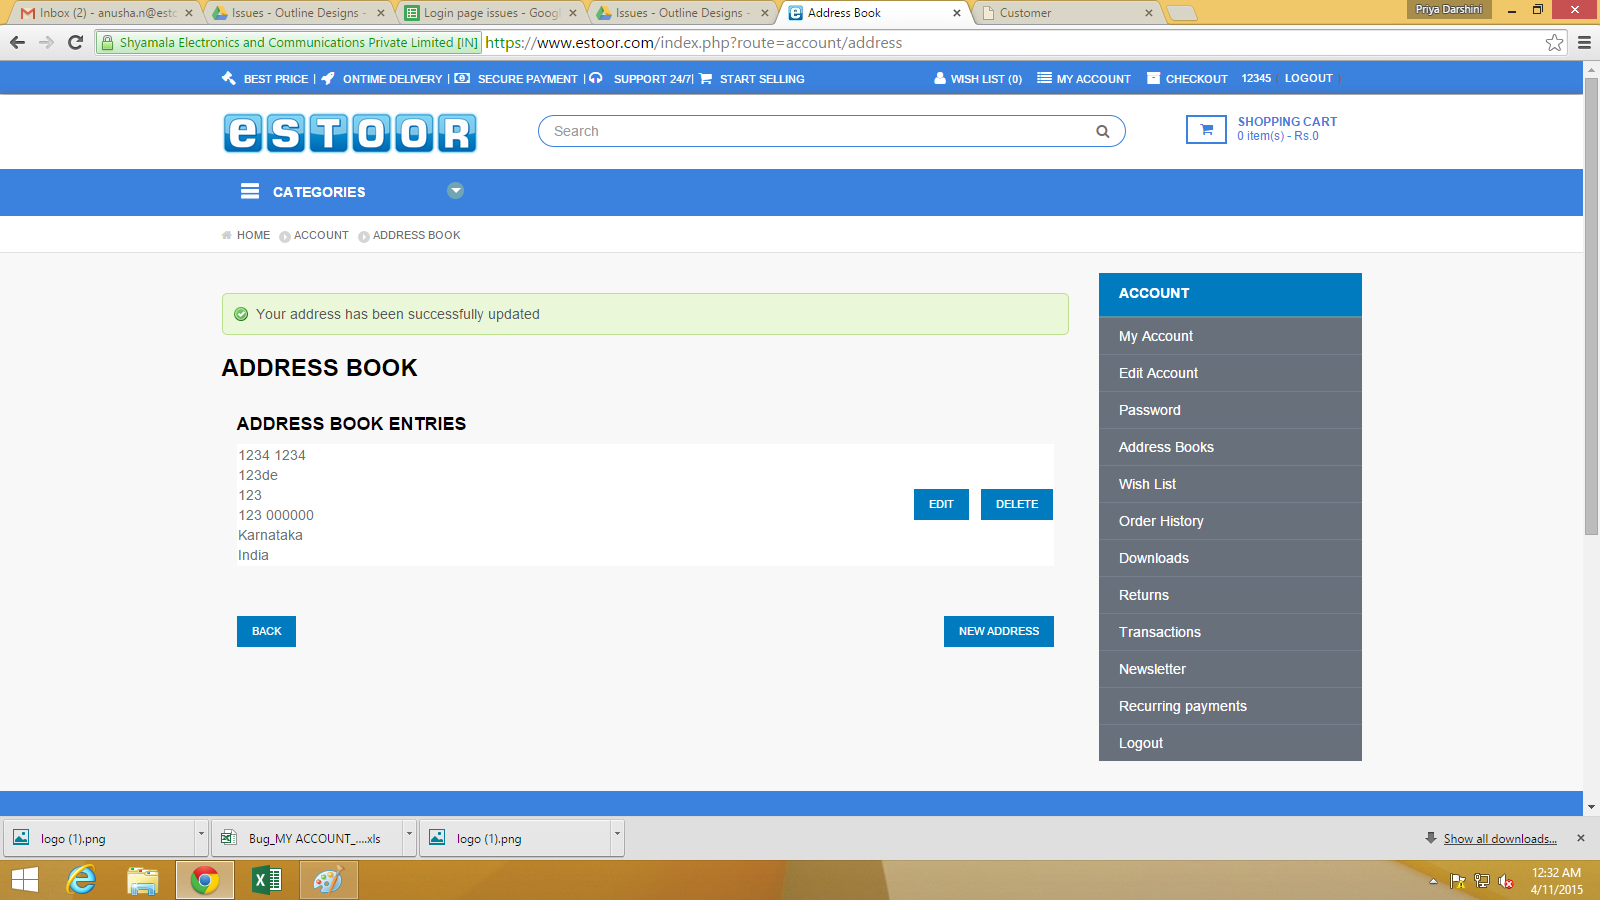 Inbox (2) - anusha.n@esto
Issues - Outline Designs -
Login page issues - Goog
Issues - Outline Designs -
Address Book
Customer
Priya Darshini
Shyamala Electronics and Communications Private Limited [IN]
https://www.estoor.com/index.php?route=account/address
BEST PRICE | ONTIME DELIVERY | SECURE PAYMENT | SUPPORT 24/7| START SELLING
WISH LIST (0) MY ACCOUNT CHECKOUT 12345 LOGOUT
eSTOOR
Search
SHOPPING CART
0 item(s) - Rs.0
CATEGORIES
HOME ACCOUNT ADDRESS BOOK
Your address has been successfully updated
ADDRESS BOOK
ADDRESS BOOK ENTRIES
1234 1234
123de
123
123 000000
Karnataka
India
EDIT DELETE
BACK NEW ADDRESS
ACCOUNT
My Account
Edit Account
Password
Address Books
Wish List
Order History
Downloads
Returns
Transactions
Newsletter
Recurring payments
Logout
logo (1).png
Bug_MY ACCOUNT_....xls
logo (1).png
Show all downloads...
12:32 AM
4/11/2015